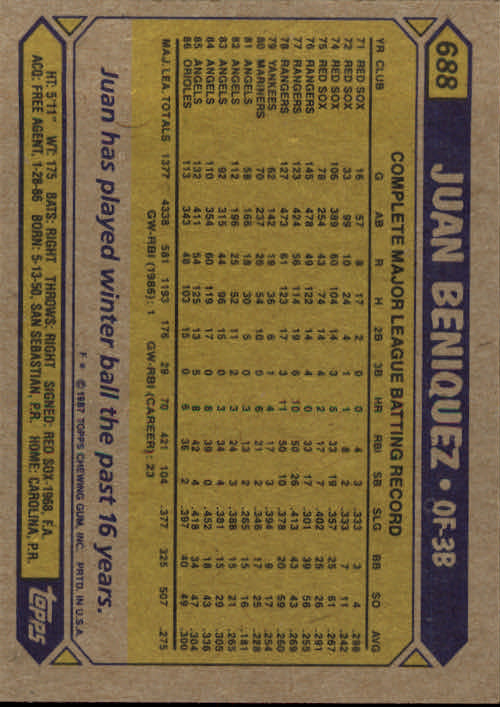 688
JUAN BENIQUEZ • OF-3B
COMPLETE MAJOR LEAGUE BATTING RECORD
YR CLUB G AB R H 2B 3B HR RBI SB SLG BB SO AVG
71 RED SOX 16 57 8 17 2 0 0 4 3 .333 3 4 .298
72 RED SOX 33 99 10 24 4 1 1 8 2 .333 7 11 .242
74 RED SOX 106 389 60 104 14 3 5 33 19 .357 25 61 .267
75 RED SOX 78 254 43 74 14 4 2 17 7 .402 25 26 .291
76 RANGERS 145 478 49 122 14 4 0 33 17 .301 39 56 .255
77 RANGERS 123 424 56 114 19 6 10 50 26 .413 43 43 .269
78 RANGERS 127 473 61 123 17 3 11 50 10 .378 20 59 .260
79 YANKEES 62 142 19 36 6 1 4 17 3 .394 9 17 .254
80 MARINERS 70 237 26 54 10 0 6 21 2 .346 17 25 .228
81 ANGELS 58 166 18 30 5 0 3 13 2 .265 15 16 .181
82 ANGELS 112 196 25 52 11 2 3 24 3 .388 15 21 .265
83 ANGELS 92 315 44 96 15 0 3 34 4 .381 15 29 .305
84 ANGELS 110 354 60 119 17 0 8 39 0 .452 18 43 .336
85 ANGELS 132 411 54 125 13 5 8 42 4 .418 34 47 .304
86 ORIOLES 113 343 48 103 15 0 6 36 2 .397 40 49 .300
MAJ. LEA. TOTALS 1377 4338 581 1193 176 29 70 421 104 .377 325 507 .275
GW-RBI (1986): 1 GW-RBI (CAREER): 23
Juan has played winter ball the past 16 years.
F * © 1987 TOPPS CHEWING GUM, INC. PRTD. IN U.S.A.
HT: 5'11" WT: 175 BATS: RIGHT THROWS: RIGHT SIGNED: RED SOX-1968, F.A.
ACQ: FREE AGENT, 1-28-86 BORN: 5-13-50, SAN SEBASTIAN, P.R. HOME: CAROLINA, P.R.
Topps